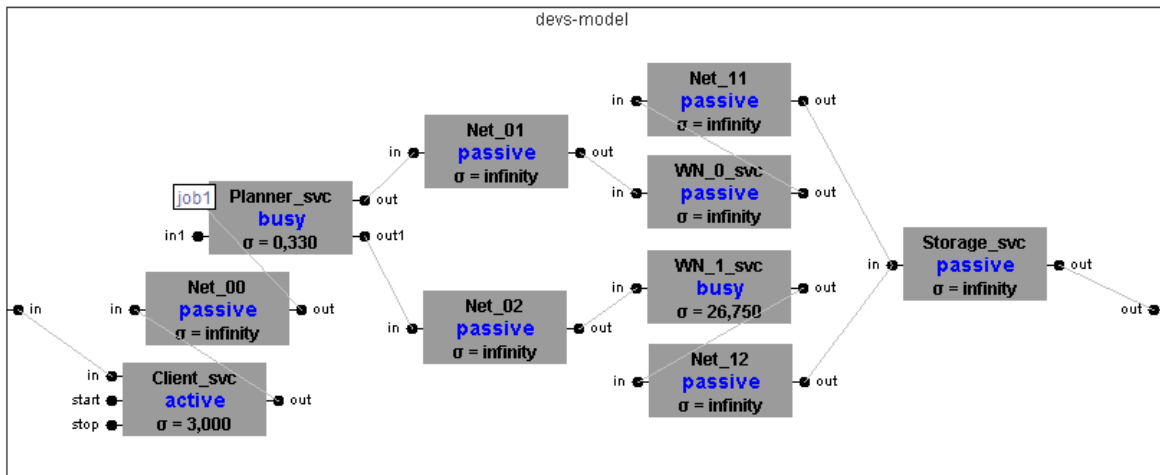 devs-model
Net_11
in
passive
out
σ = infinity
Net_01
in
passive
out
σ = infinity
WN_0_svc
in
passive
out
σ = infinity
job1
Planner_svc
out
busy
in1
σ = 0,330
out1
Storage_svc
in
passive
out
σ = infinity
WN_1_svc
in
busy
out
σ = 26,750
Net_00
in
in
passive
out
σ = infinity
Net_02
in
passive
out
σ = infinity
out
Net_12
in
passive
out
σ = infinity
in
Client_svc
start
active
out
stop
σ = 3,000